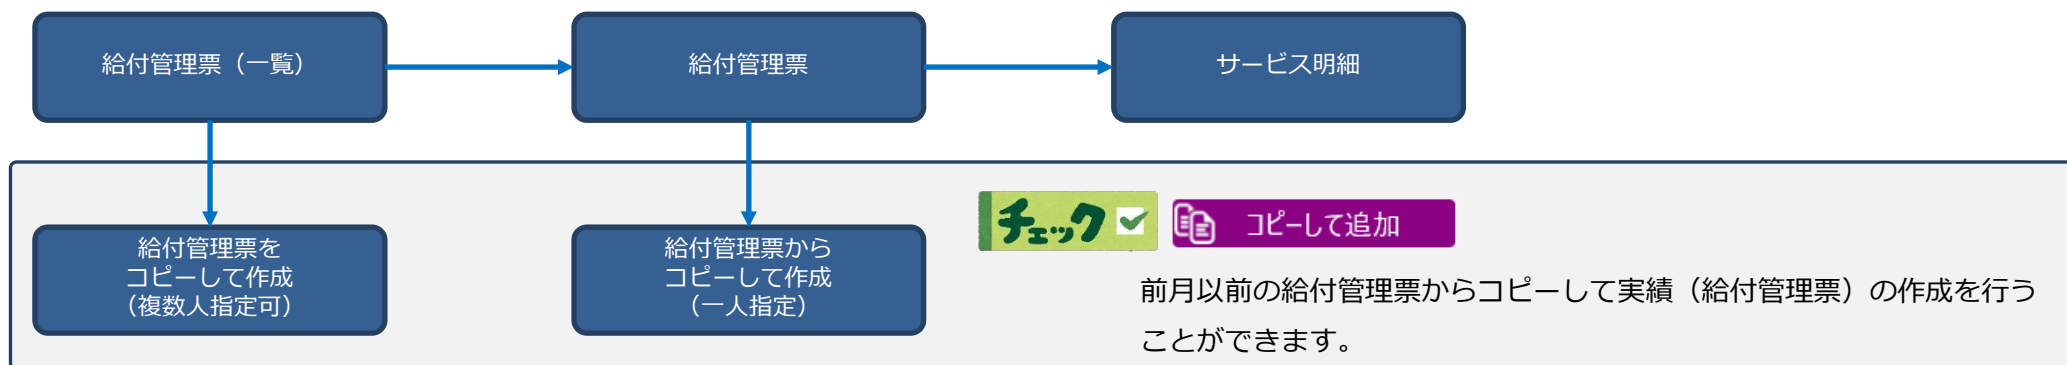 給付管理票（一覧）
給付管理票
サービス明細
給付管理票を
コピーして作成
（複数人指定可）
給付管理票から
コピーして作成
（一人指定）
チェック
コピーして追加
前月以前の給付管理票からコピーして実績（給付管理票）の作成を行う
ことができます。